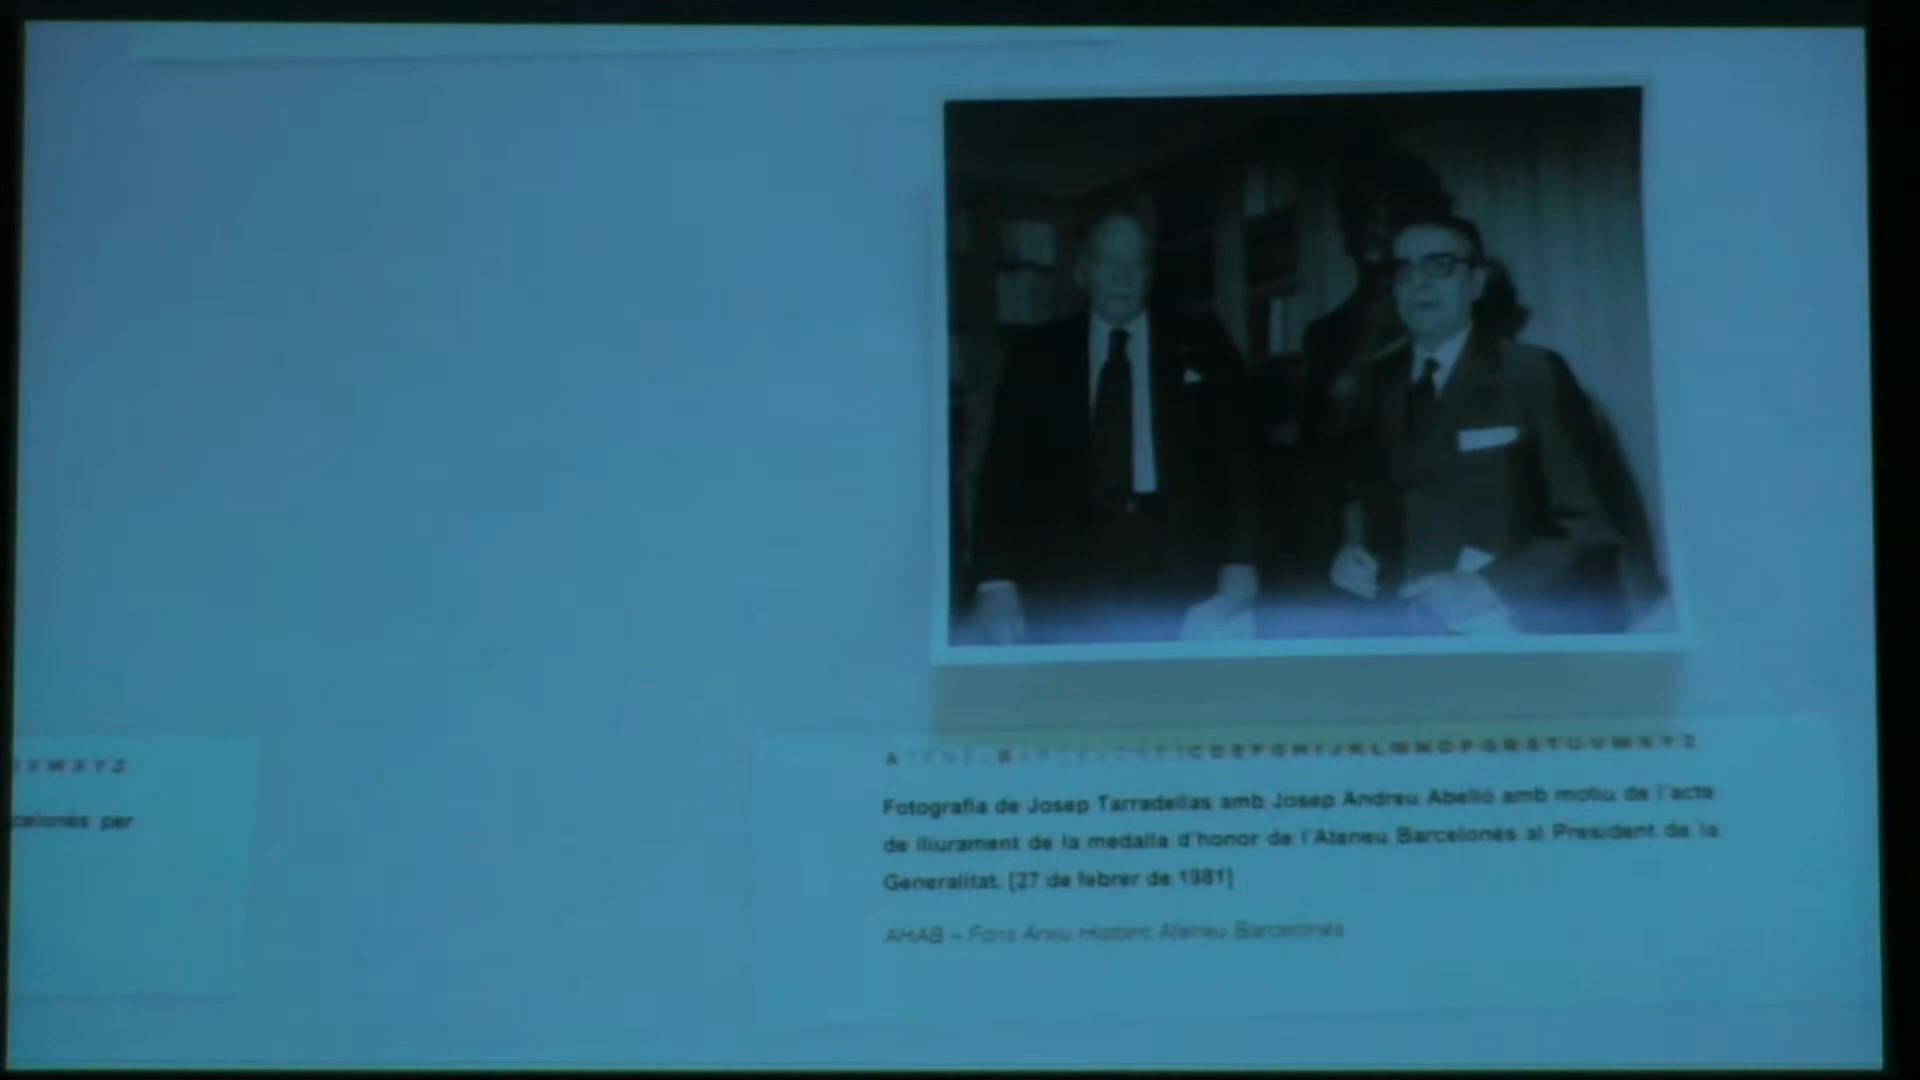 V W X Y Z
celonès per
A T E N E U B A R C E L O N È S C D E F G H I J K L M N O P Q R S T U V W X Y Z
Fotografia de Josep Tarradellas amb Josep Andreu Abelló amb motiu de l'acte
de lliurament de la medalla d'honor de l'Ateneu Barcelonès al President de la
Generalitat. [27 de febrer de 1981]
AHAB – Fons Arxiu Històric Ateneu Barcelonès